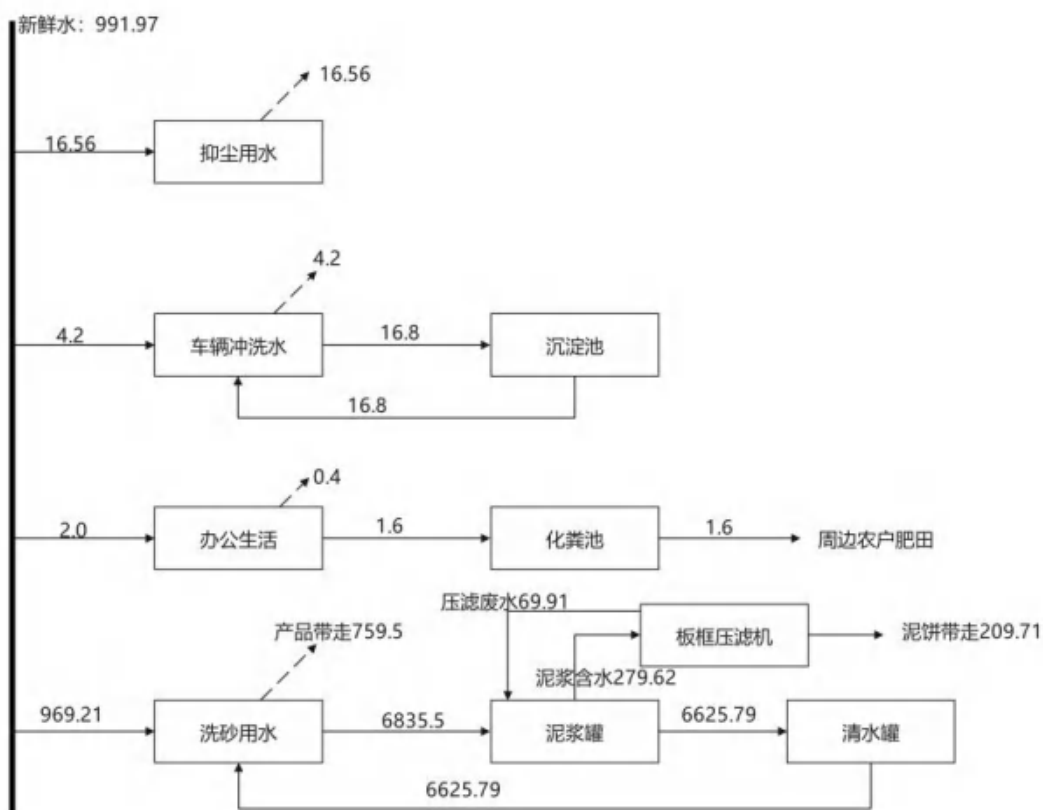 新鲜水：991.97
16.56
16.56
抑尘用水
4.2
4.2
车辆冲洗水
16.8
沉淀池
16.8
0.4
2.0
办公生活
1.6
化粪池
1.6
周边农户肥田
压滤废水69.91
产品带走759.5
板框压滤机
泥饼带走209.71
泥浆含水279.62
969.21
洗砂用水
6835.5
泥浆罐
6625.79
清水罐
6625.79